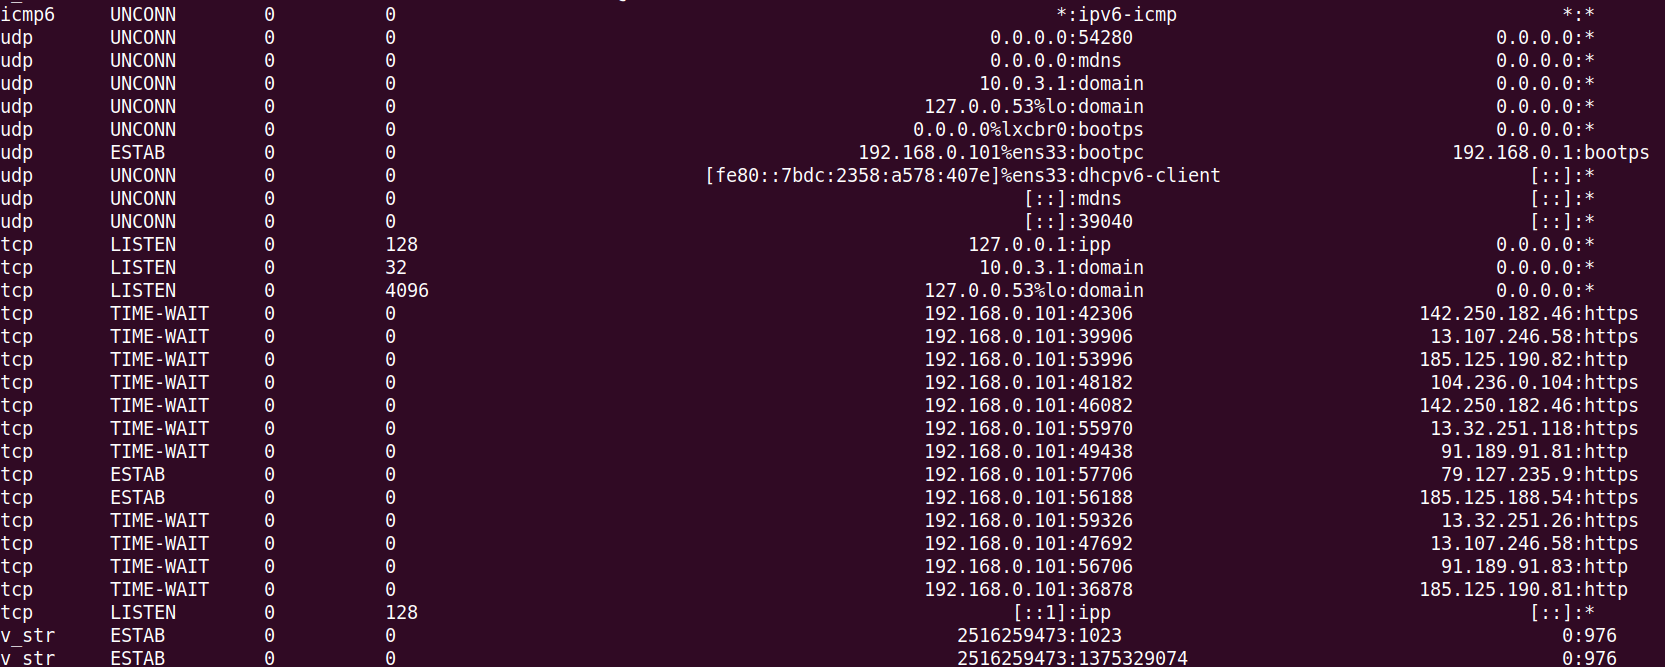 icmp6 UNCONN 0 0 *:ipv6-icmp *:*
udp UNCONN 0 0 0.0.0.0:54280 0.0.0.0:*
udp UNCONN 0 0 0.0.0.0:mdns 0.0.0.0:*
udp UNCONN 0 0 10.0.3.1:domain 0.0.0.0:*
udp UNCONN 0 0 127.0.0.53%lo:domain 0.0.0.0:*
udp UNCONN 0 0 0.0.0.0%lxcbr0:bootps 0.0.0.0:*
udp ESTAB 0 0 192.168.0.101%ens33:bootpc 192.168.0.1:bootps
udp UNCONN 0 0 [fe80::7bdc:2358:a578:407e]%ens33:dhcpv6-client [::]:*
udp UNCONN 0 0 [::]:mdns [::]:*
udp UNCONN 0 0 [::]:39040 [::]:*
tcp LISTEN 0 128 127.0.0.1:ipp 0.0.0.0:*
tcp LISTEN 0 32 10.0.3.1:domain 0.0.0.0:*
tcp LISTEN 0 4096 127.0.0.53%lo:domain 0.0.0.0:*
tcp TIME-WAIT 0 0 192.168.0.101:42306 142.250.182.46:https
tcp TIME-WAIT 0 0 192.168.0.101:39906 13.107.246.58:https
tcp TIME-WAIT 0 0 192.168.0.101:53996 185.125.190.82:http
tcp TIME-WAIT 0 0 192.168.0.101:48182 104.236.0.104:https
tcp TIME-WAIT 0 0 192.168.0.101:46082 142.250.182.46:https
tcp TIME-WAIT 0 0 192.168.0.101:55970 13.32.251.118:https
tcp TIME-WAIT 0 0 192.168.0.101:49438 91.189.91.81:http
tcp ESTAB 0 0 192.168.0.101:57706 79.127.235.9:https
tcp ESTAB 0 0 192.168.0.101:56188 185.125.188.54:https
tcp TIME-WAIT 0 0 192.168.0.101:59326 13.32.251.26:https
tcp TIME-WAIT 0 0 192.168.0.101:47692 13.107.246.58:https
tcp TIME-WAIT 0 0 192.168.0.101:56706 91.189.91.83:http
tcp TIME-WAIT 0 0 192.168.0.101:36878 185.125.190.81:http
tcp LISTEN 0 128 [::1]:ipp [::]:*
v_str ESTAB 0 0 2516259473:1023 0:976
v_str ESTAB 0 0 2516259473:1375329074 0:976